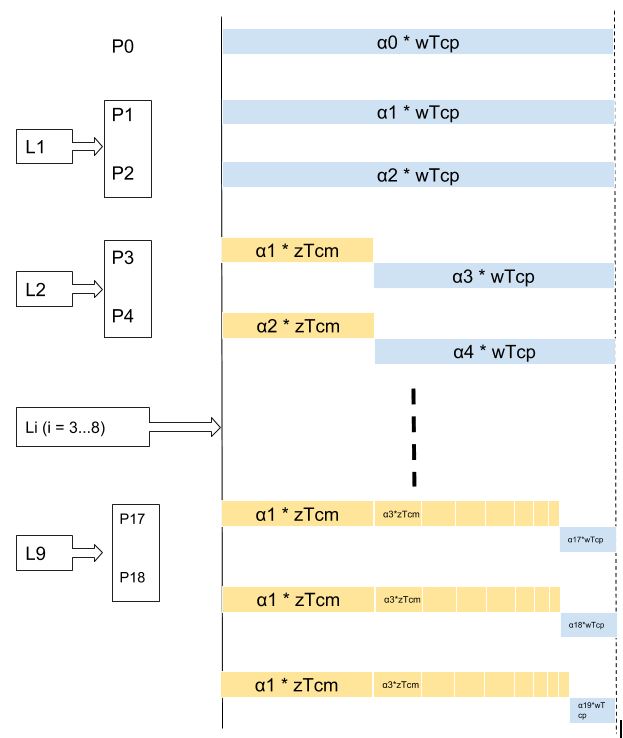 P0
α0 * wTcp
L1
P1
α1 * wTcp
P2
α2 * wTcp
L2
P3
α1 * zTcm
α3 * wTcp
P4
α2 * zTcm
α4 * wTcp
Li (i = 3...8)
L9
P17
α1 * zTcm
α3*zTcm
α17*wTcp
P18
α1 * zTcm
α3*zTcm
α18*wTcp
α1 * zTcm
α3*zTcm
α19*wT
cp